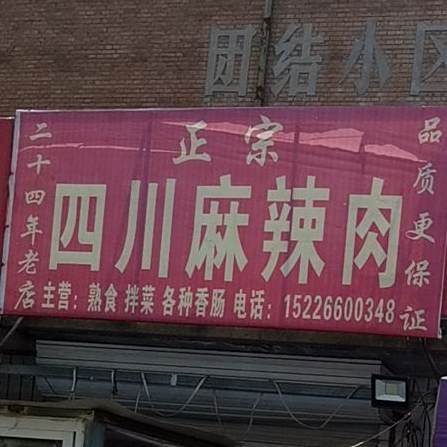 团结小区
正宗
四川麻辣肉
二十四年老店
品质更保证
主营：熟食 拌菜 各种香肠 电话：15226600348